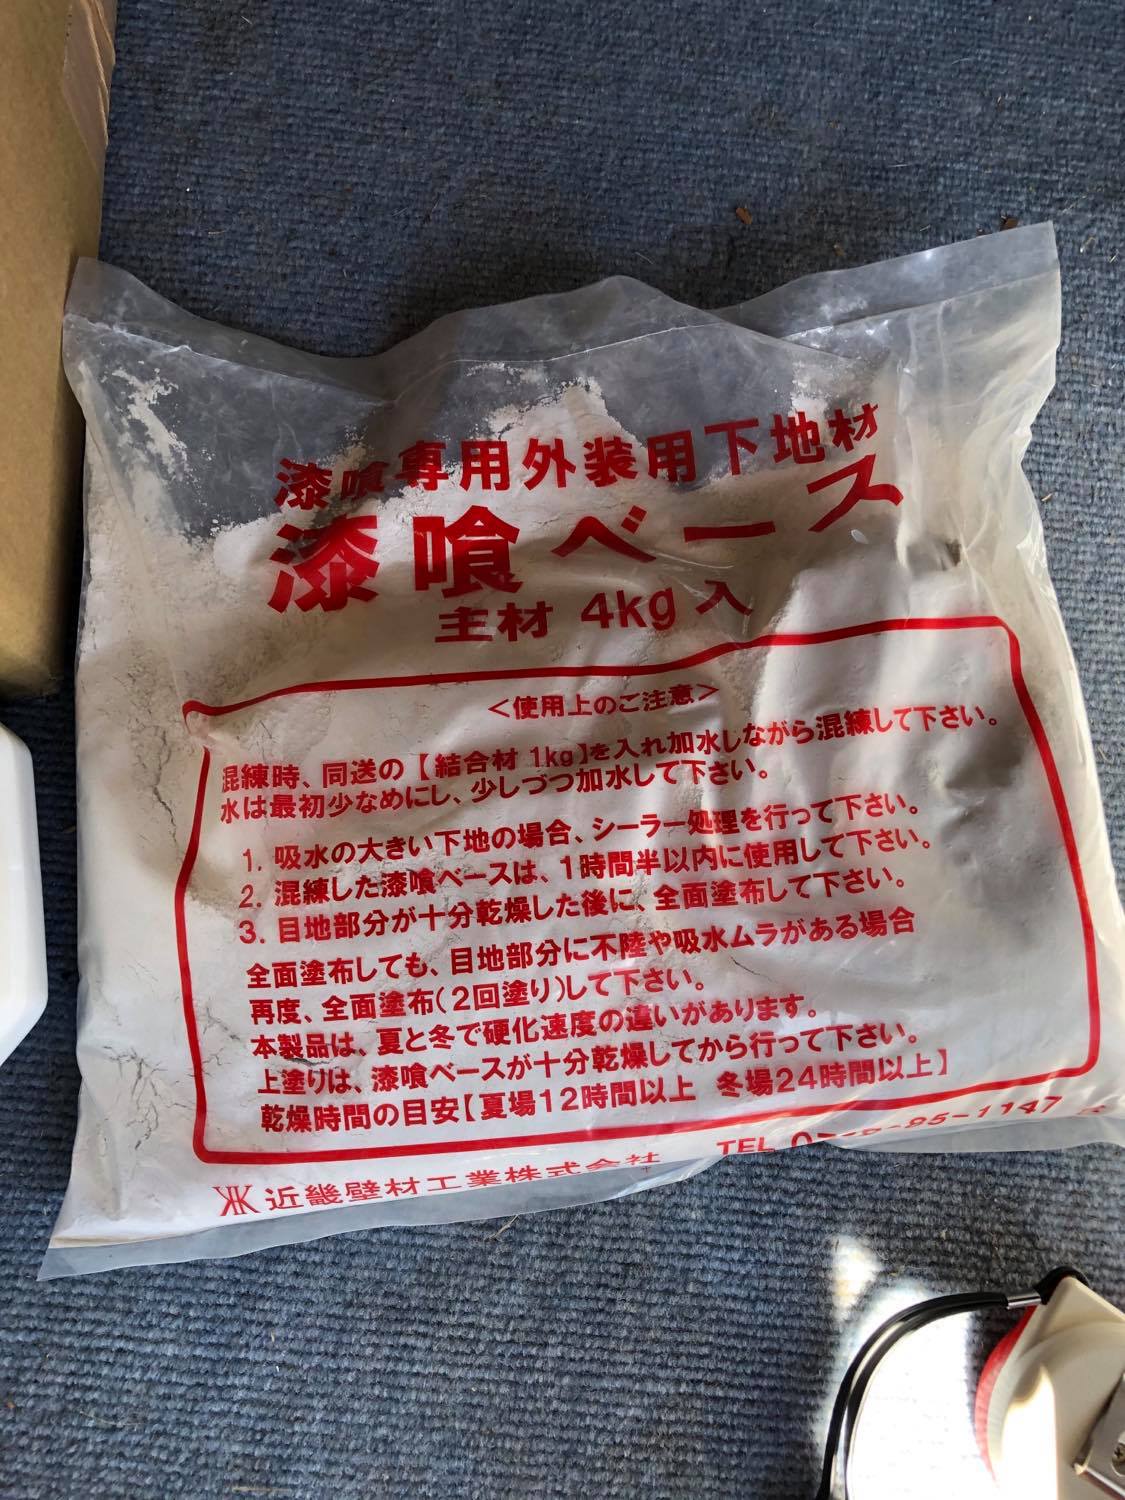 漆喰専用外装用下地材
漆喰ベース
主材 4kg入
＜使用上のご注意＞
混練時、同送の【結合材 1kg】を入れ加水しながら混練して下さい。
水は最初少なめにし、少しづつ加水して下さい。
1. 吸水の大きい下地の場合、シーラー処理を行って下さい。
2. 混練した漆喰ベースは、1時間半以内に使用して下さい。
3. 目地部分が十分乾燥した後に、全面塗布して下さい。
全面塗布しても、目地部分に不陸や吸水ムラがある場合
再度、全面塗布(2回塗り)して下さい。
本製品は、夏と冬で硬化速度の違いがあります。
上塗りは、漆喰ベースが十分乾燥してから行って下さい。
乾燥時間の目安【夏場12時間以上 冬場24時間以上】
近畿壁材工業株式会社 TEL